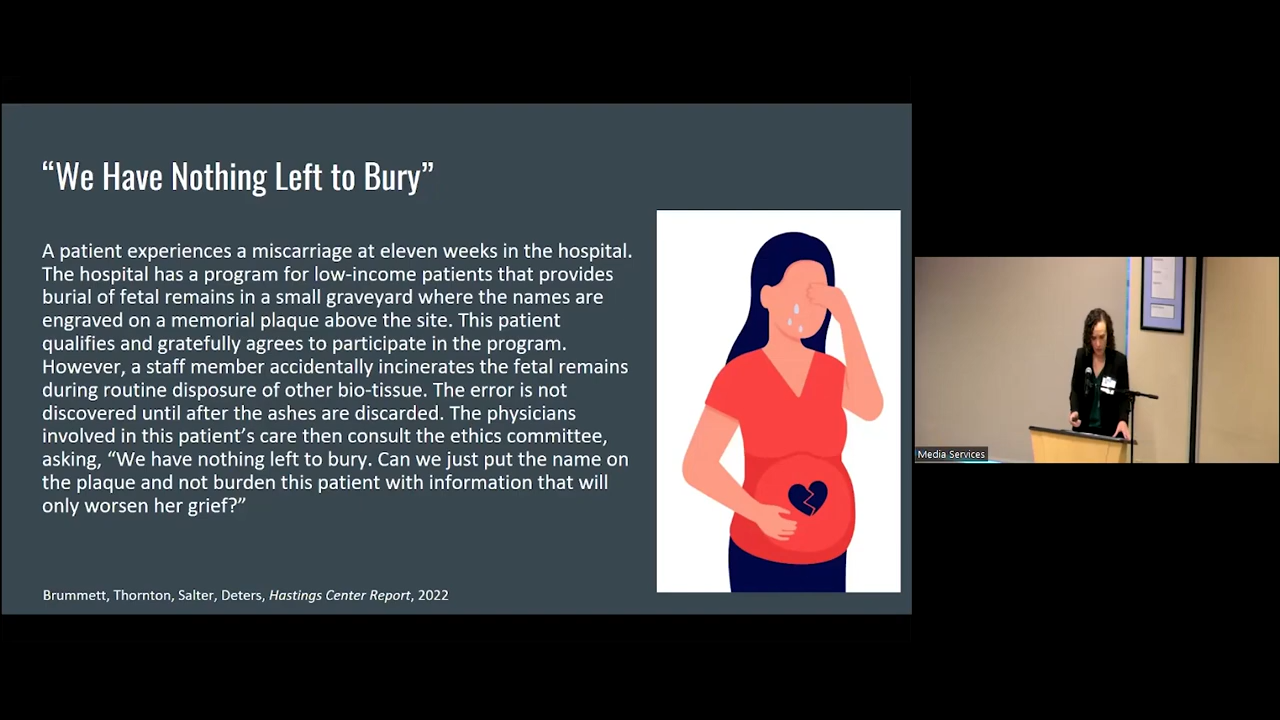 “We Have Nothing Left to Bury”
A patient experiences a miscarriage at eleven weeks in the hospital.
The hospital has a program for low-income patients that provides
burial of fetal remains in a small graveyard where the names are
engraved on a memorial plaque above the site. This patient
qualifies and gratefully agrees to participate in the program.
However, a staff member accidentally incinerates the fetal remains
during routine disposure of other bio-tissue. The error is not
discovered until after the ashes are discarded. The physicians
involved in this patient’s care then consult the ethics committee,
asking, “We have nothing left to bury. Can we just put the name on
the plaque and not burden this patient with information that will
only worsen her grief?”
Brummett, Thornton, Salter, Deters, Hastings Center Report, 2022
Media Services